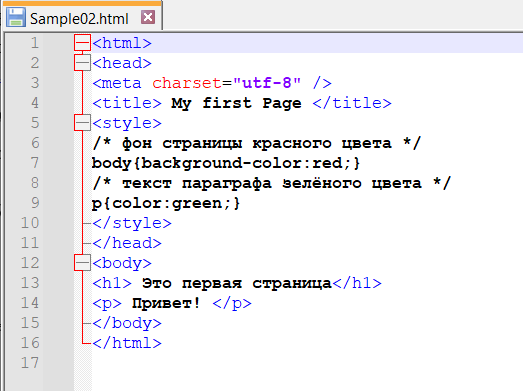 Sample02.html
1 <html>
2 <head>
3 <meta charset="utf-8" />
4 <title> My first Page </title>
5 <style>
6 /* фон страницы красного цвета */
7 body{background-color:red;}
8 /* текст параграфа зелёного цвета */
9 p{color:green;}
10 </style>
11 </head>
12 <body>
13 <h1> Это первая страница</h1>
14 <p> Привет! </p>
15 </body>
16 </html>
17